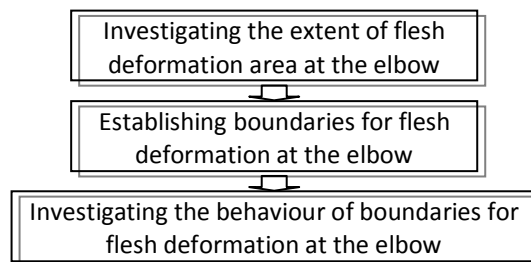 Investigating the extent of flesh
deformation area at the elbow
Establishing boundaries for flesh
deformation at the elbow
Investigating the behaviour of boundaries for
flesh deformation at the elbow